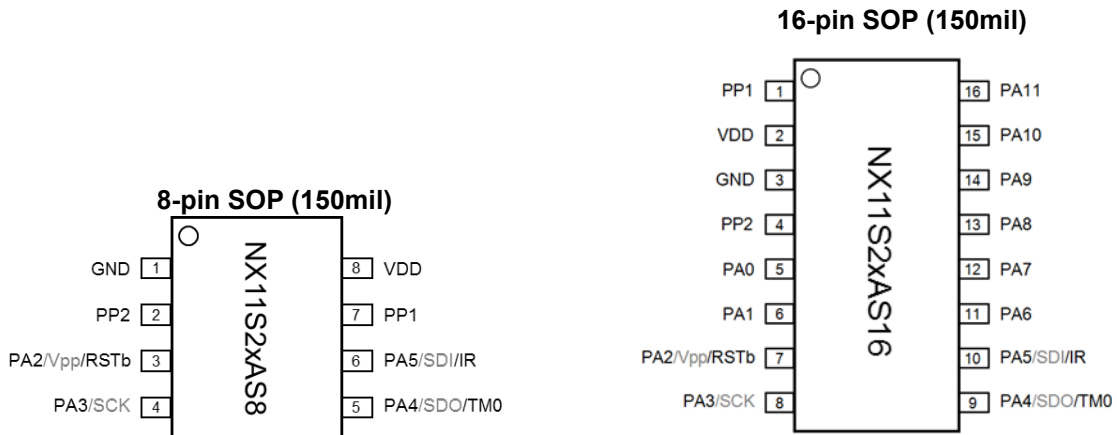 16-pin SOP (150mil)
PP1 1 16 PA11
VDD 2 15 PA10
GND 3 14 PA9
PP2 4 13 PA8
PA0 5 12 PA7
PA1 6 11 PA6
PA2/Vpp/RSTb 7 10 PA5/SDI/IR
PA3/SCK 8 9 PA4/SDO/TM0
NX11S2xAS16
8-pin SOP (150mil)
GND 1 8 VDD
PP2 2 7 PP1
PA2/Vpp/RSTb 3 6 PA5/SDI/IR
PA3/SCK 4 5 PA4/SDO/TM0
NX11S2xAS8